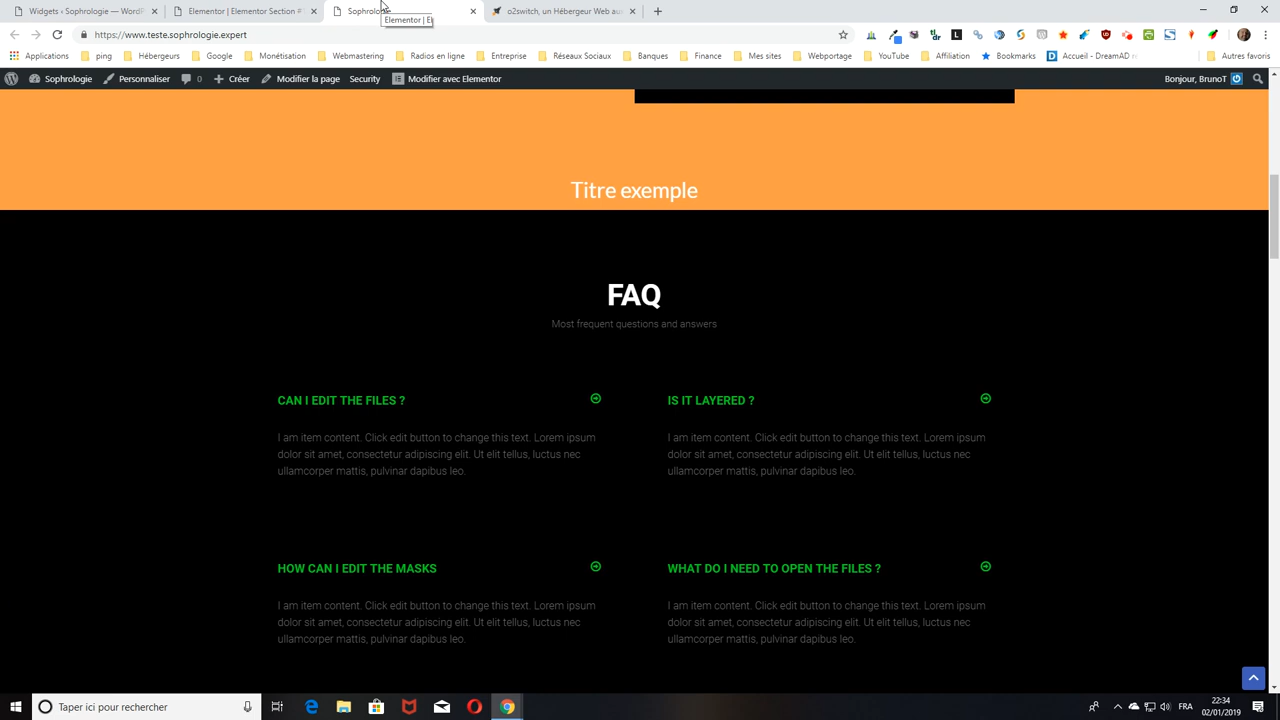 Widgets ‹ Sophrologie — WordP
Elementor | Elementor Section #
Sophrologie
o2switch, un Hébergeur Web au
Elementor | El
https://www.teste.sophrologie.expert
Applications
ping
Hébergeurs
Google
Monétisation
Webmastering
Radios en ligne
Entreprise
Réseaux Sociaux
Banques
Finance
Mes sites
Webportage
YouTube
Affiliation
Bookmarks
Accueil - DreamAD
Autres favoris
Sophrologie
Personnaliser
0
Créer
Modifier la page
Security
Modifier avec Elementor
Bonjour, BrunoT
Titre exemple
FAQ
Most frequent questions and answers
CAN I EDIT THE FILES ?
I am item content. Click edit button to change this text. Lorem ipsum
dolor sit amet, consectetur adipiscing elit. Ut elit tellus, luctus nec
ullamcorper mattis, pulvinar dapibus leo.
IS IT LAYERED ?
I am item content. Click edit button to change this text. Lorem ipsum
dolor sit amet, consectetur adipiscing elit. Ut elit tellus, luctus nec
ullamcorper mattis, pulvinar dapibus leo.
HOW CAN I EDIT THE MASKS
I am item content. Click edit button to change this text. Lorem ipsum
dolor sit amet, consectetur adipiscing elit. Ut elit tellus, luctus nec
ullamcorper mattis, pulvinar dapibus leo.
WHAT DO I NEED TO OPEN THE FILES ?
I am item content. Click edit button to change this text. Lorem ipsum
dolor sit amet, consectetur adipiscing elit. Ut elit tellus, luctus nec
ullamcorper mattis, pulvinar dapibus leo.
Taper ici pour rechercher
FRA
22:34
02/01/2019